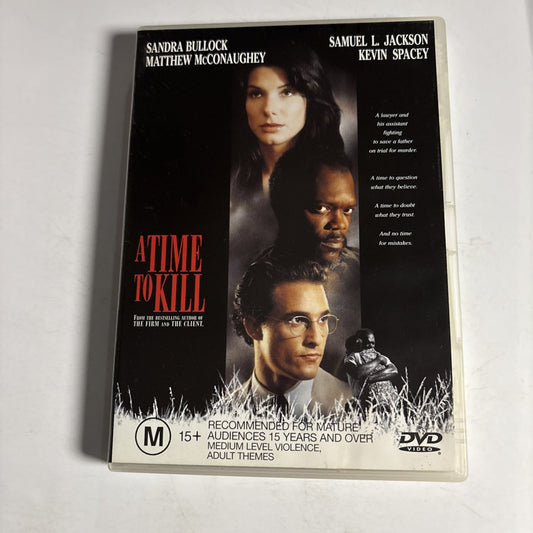 SANDRA BULLOCK
MATTHEW McCONAUGHEY
SAMUEL L. JACKSON
KEVIN SPACEY
A lawyer and
his assistant
fighting
to save a father
on trial for murder.
A time to question
what they believe.
A time to doubt
what they trust.
And no time
for mistakes.
A TIME
TO KILL
FROM THE BESTSELLING AUTHOR OF
THE FIRM AND THE CLIENT.
M 15+
RECOMMENDED FOR MATURE
AUDIENCES 15 YEARS AND OVER
MEDIUM LEVEL VIOLENCE,
ADULT THEMES
DVD
VIDEO